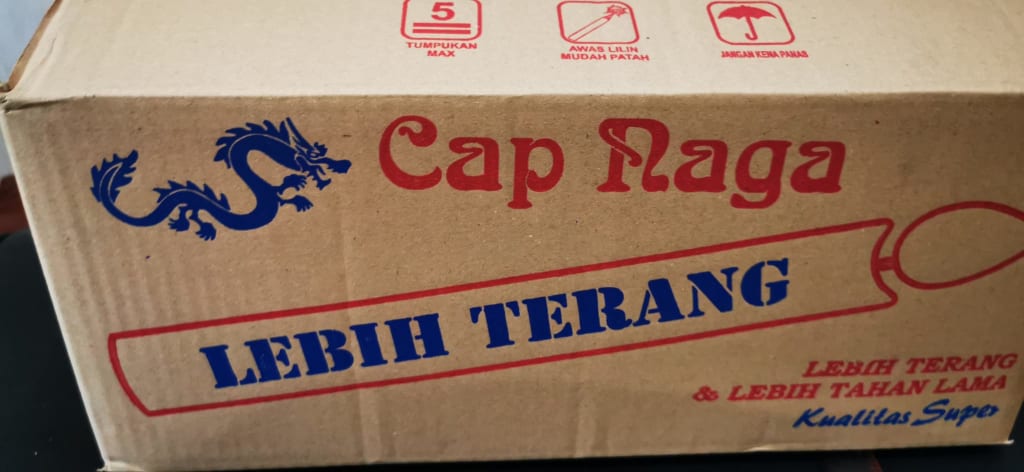 5
TUMPUKAN
MAX
AWAS LILIN
MUDAH PATAH
JANGAN KENA PANAS
Cap Naga
LEBIH TERANG
LEBIH TERANG
& LEBIH TAHAN LAMA
Kualitas Super